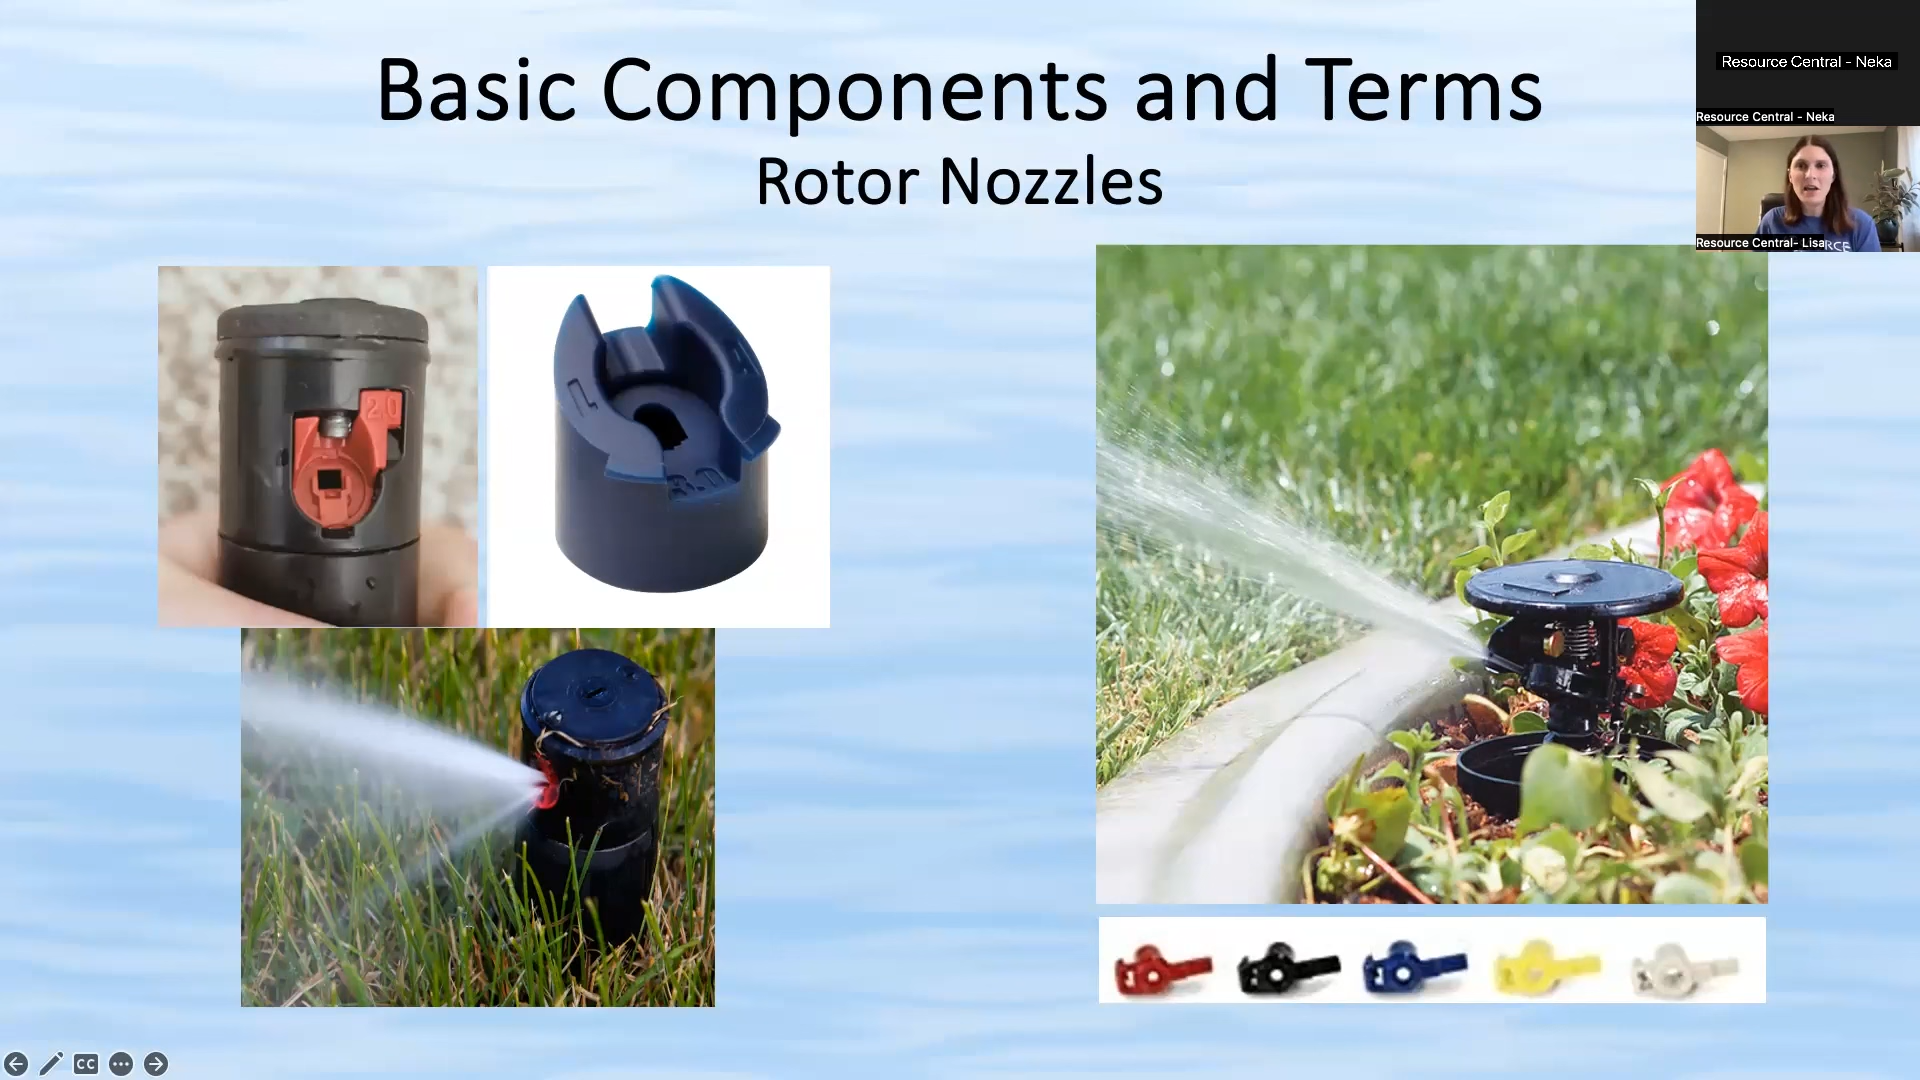 Basic Components and Terms
Rotor Nozzles
Resource Central - Neka
Resource Central - Neka
Resource Central- Lisa
RCE
2.0
3.0
CC